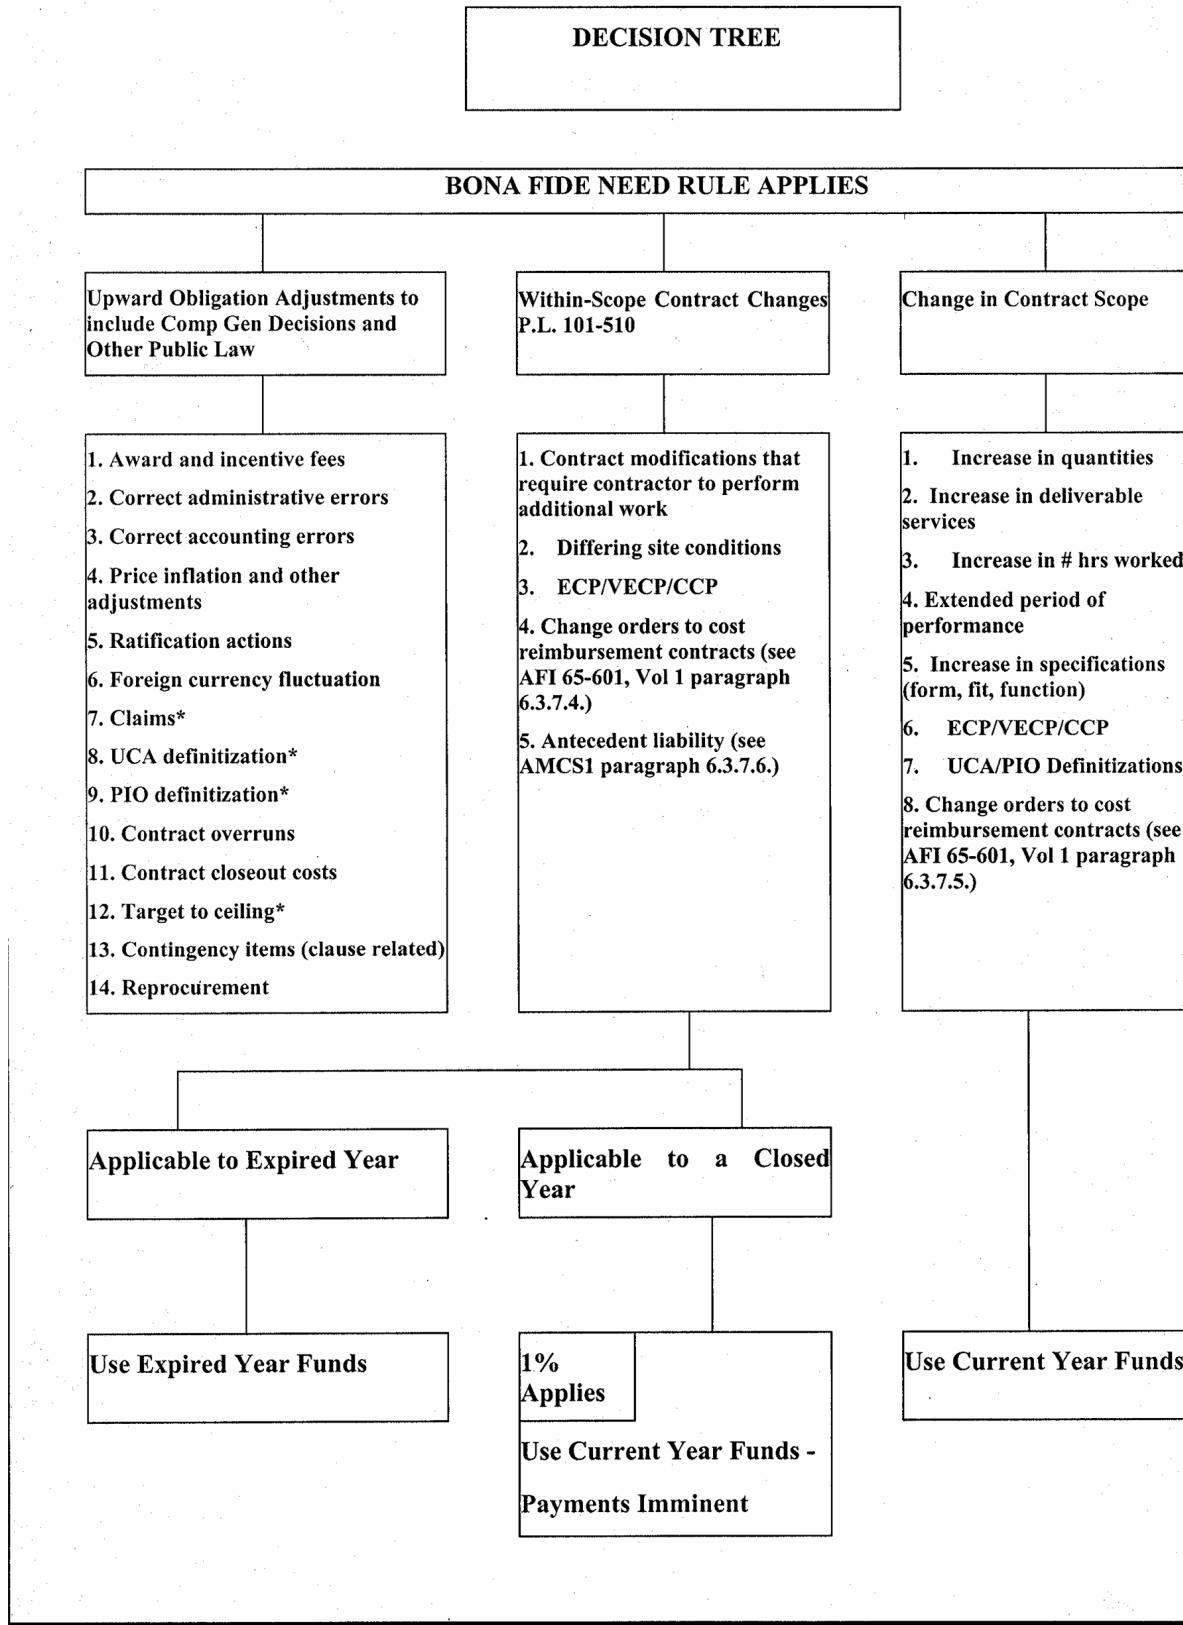 DECISION TREE
BONA FIDE NEED RULE APPLIES
Upward Obligation Adjustments to
include Comp Gen Decisions and
Other Public Law
Within-Scope Contract Changes
P.L. 101-510
Change in Contract Scope
1. Award and incentive fees
2. Correct administrative errors
3. Correct accounting errors
4. Price inflation and other
adjustments
5. Ratification actions
6. Foreign currency fluctuation
7. Claims*
8. UCA definitization*
9. PIO definitization*
10. Contract overruns
11. Contract closeout costs
12. Target to ceiling*
13. Contingency items (clause related)
14. Reprocurement
1. Contract modifications that
require contractor to perform
additional work
2. Differing site conditions
3. ECP/VECP/CCP
4. Change orders to cost
reimbursement contracts (see
AFI 65-601, Vol 1 paragraph
6.3.7.4.)
5. Antecedent liability (see
AMCS1 paragraph 6.3.7.6.)
1. Increase in quantities
2. Increase in deliverable
services
3. Increase in # hrs worked
4. Extended period of
performance
5. Increase in specifications
(form, fit, function)
6. ECP/VECP/CCP
7. UCA/PIO Definitizations
8. Change orders to cost
reimbursement contracts (see
AFI 65-601, Vol 1 paragraph
6.3.7.5.)
Applicable to Expired Year
Applicable to a Closed
Year
Use Expired Year Funds
1%
Applies
Use Current Year Funds -
Payments Imminent
Use Current Year Funds